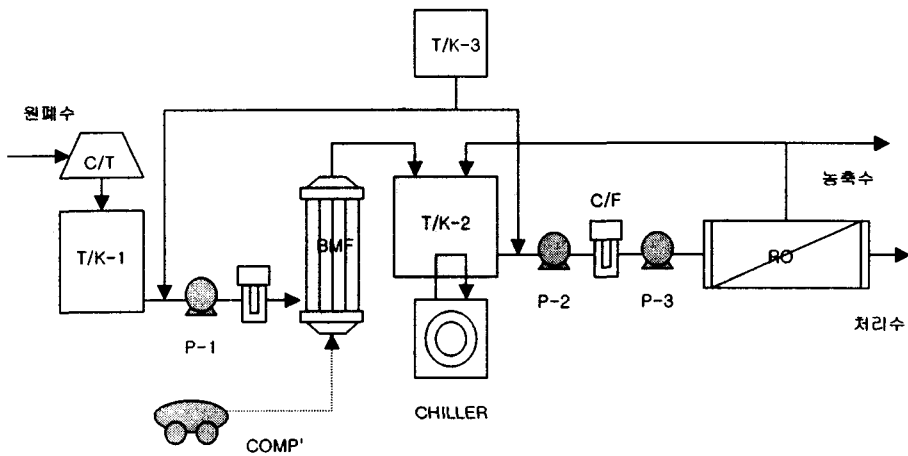 T/K-3
원폐수
C/T
T/K-1
BMF
T/K-2
C/F
농축수
RO
P-1
P-2
P-3
처리수
CHILLER
COMP'